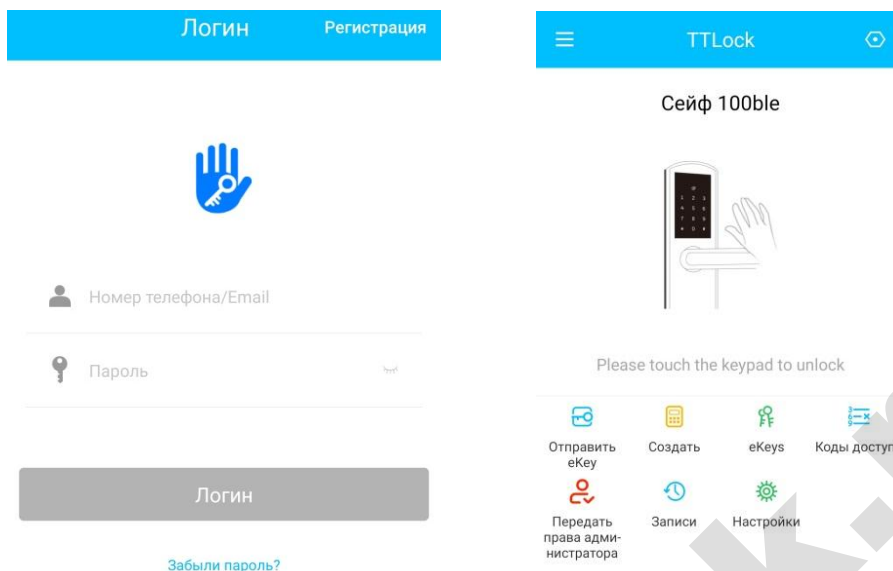 Логин
Регистрация
Номер телефона/Email
Пароль
Логин
Забыли пароль?
TTLock
Сейф 100ble
Please touch the keypad to unlock
Отправить
eKey
Создать
eKeys
Коды доступ
Передать
права адми-
нистратора
Записи
Настройки